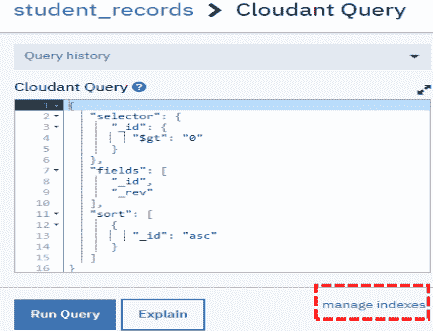 student_records > Cloudant Query
Query history
Cloudant Query ?
1 {
2 "selector": {
3 "_id": {
4 "$gt": "0"
5 }
6 },
7 "fields": [
8 "_id",
9 "_rev"
10 ],
11 "sort": [
12 {
13 "_id": "asc"
14 }
15 ]
16 }
Run Query Explain manage indexes